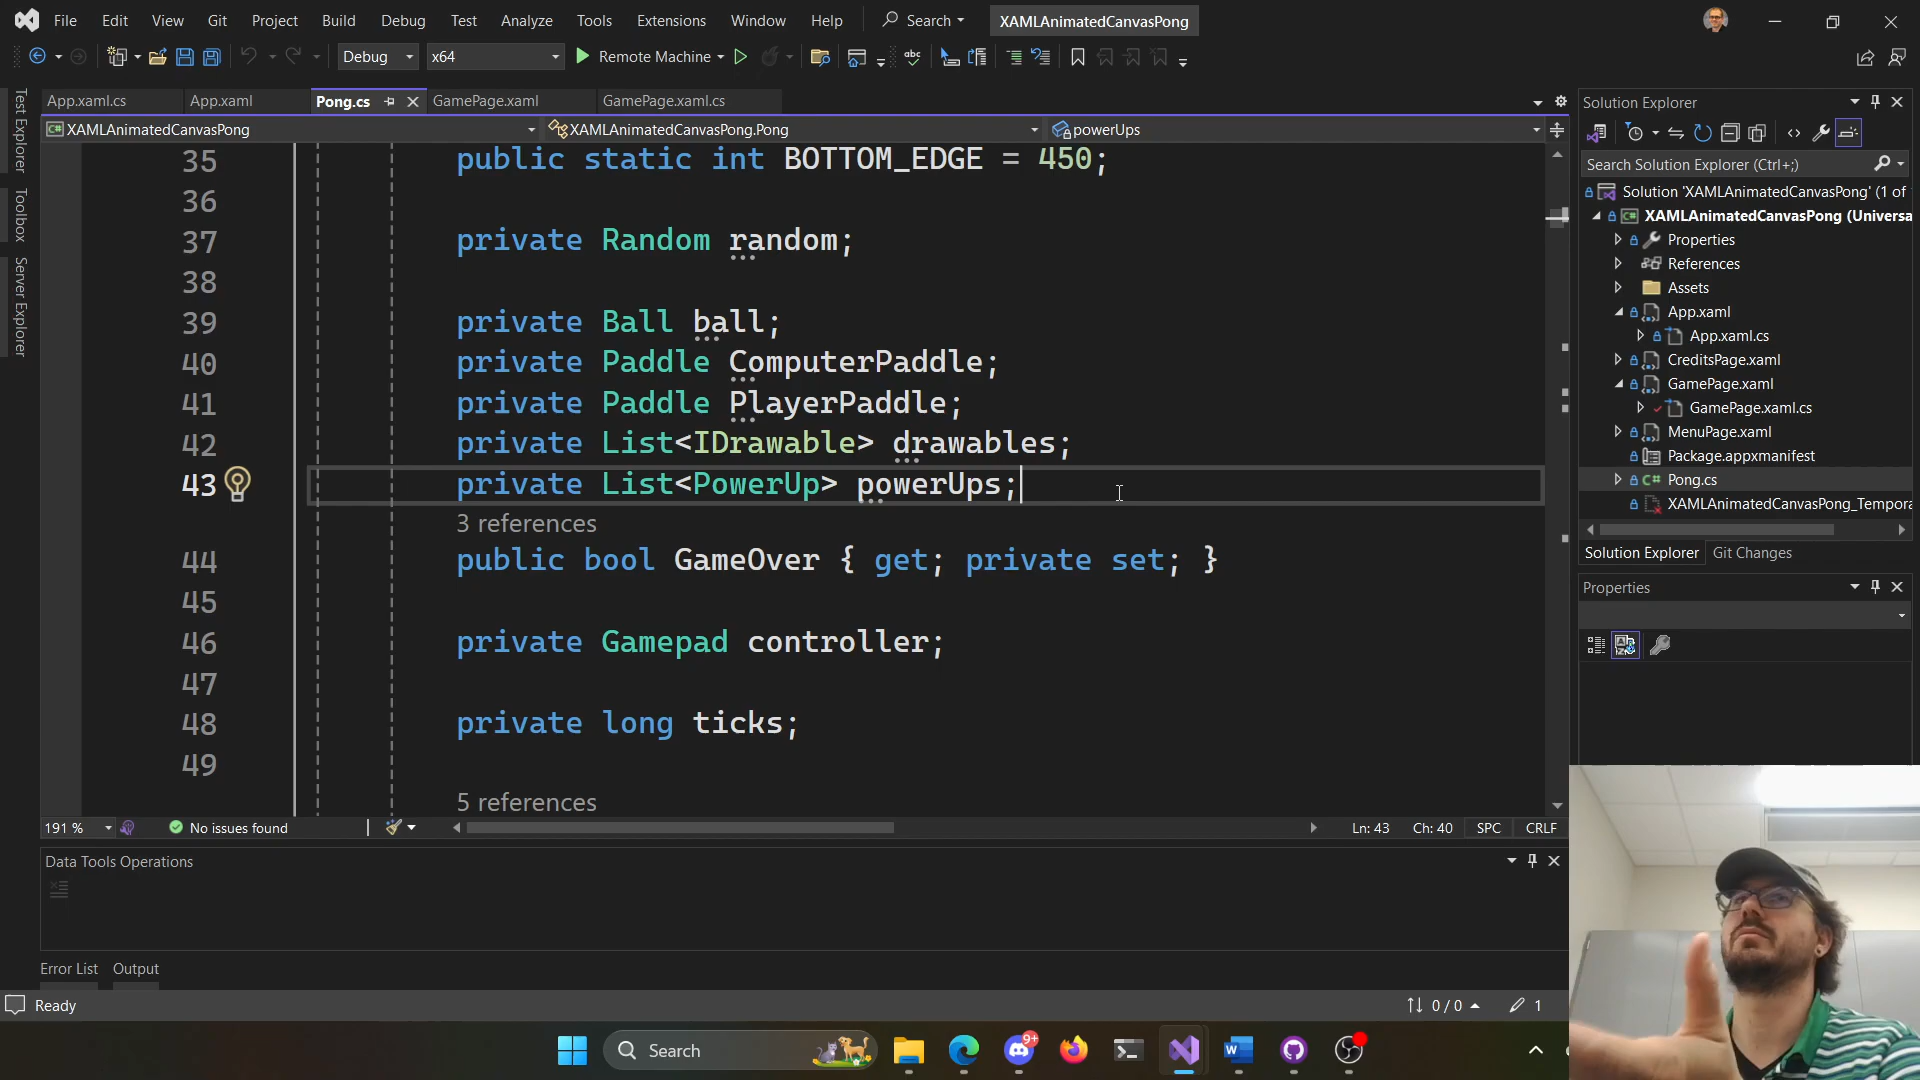 File Edit View Git Project Build Debug Test Analyze Tools Extensions Window Help Search XAMLAnimatedCanvasPong
Debug x64 Remote Machine
Test Explorer
Toolbox
Server Explorer
App.xaml.cs App.xaml Pong.cs GamePage.xaml GamePage.xaml.cs
XAMLAnimatedCanvasPong XAMLAnimatedCanvasPong.Pong powerUps
35 public static int BOTTOM_EDGE = 450;
36
37 private Random random;
38
39 private Ball ball;
40 private Paddle ComputerPaddle;
41 private Paddle PlayerPaddle;
42 private List<IDrawable> drawables;
43 private List<PowerUp> powerUps;
3 references
44 public bool GameOver { get; private set; }
45
46 private Gamepad controller;
47
48 private long ticks;
49
5 references
191 % No issues found Ln: 43 Ch: 40 SPC CRLF
Data Tools Operations
Error List Output
Ready 0 / 0 1
Solution Explorer
Search Solution Explorer (Ctrl+;)
Solution 'XAMLAnimatedCanvasPong' (1 of
XAMLAnimatedCanvasPong (Universa
Properties
References
Assets
App.xaml
App.xaml.cs
CreditsPage.xaml
GamePage.xaml
GamePage.xaml.cs
MenuPage.xaml
Package.appxmanifest
C# Pong.cs
XAMLAnimatedCanvasPong_Tempora
Solution Explorer Git Changes
Properties
Search 9+